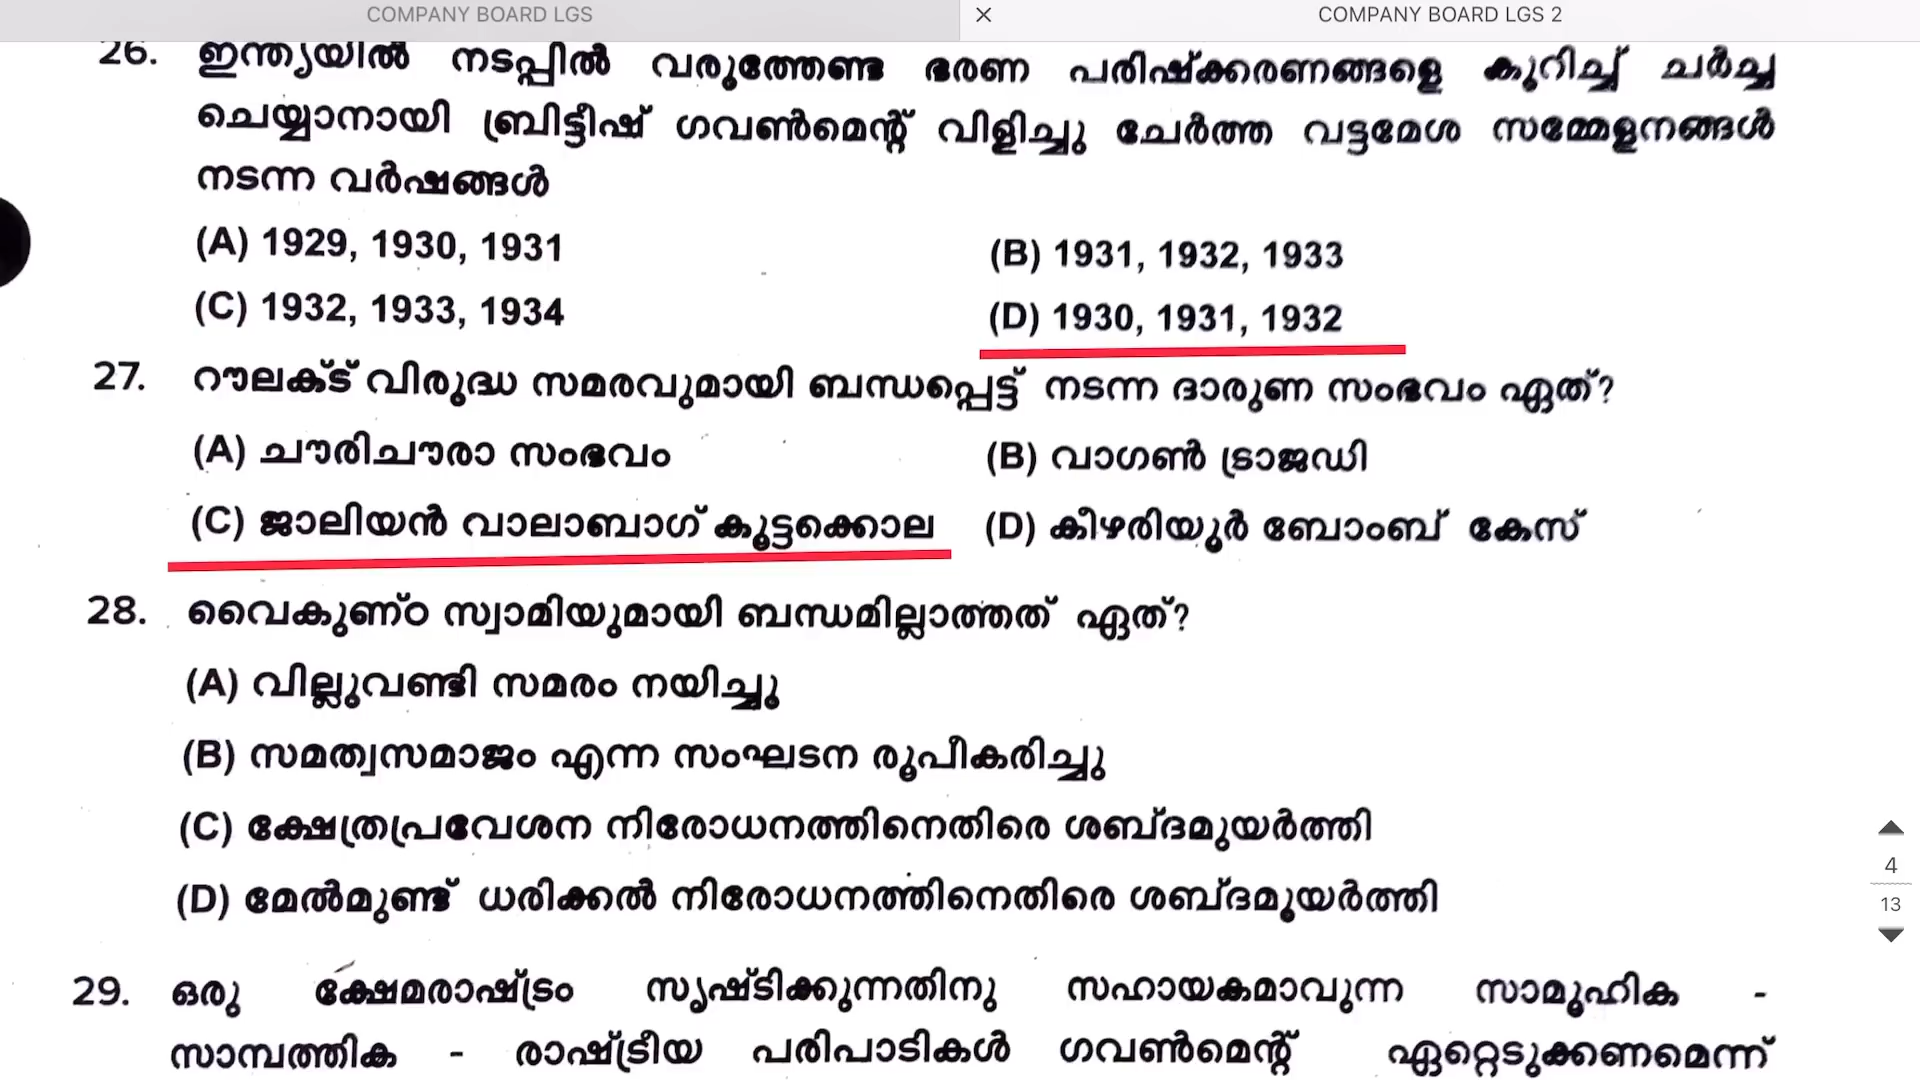 COMPANY BOARD LGS
COMPANY BOARD LGS 2
26. ഇന്ത്യയിൽ നടപ്പിൽ വരുത്തേണ്ട ഭരണ പരിഷ്ക്കരണങ്ങളെ കുറിച്ച് ചർച്ച
ചെയ്യാനായി ബ്രിട്ടീഷ് ഗവൺമെന്റ് വിളിച്ചു ചേർത്ത വട്ടമേശ സമ്മേളനങ്ങൾ
നടന്ന വർഷങ്ങൾ
(A) 1929, 1930, 1931 (B) 1931, 1932, 1933
(C) 1932, 1933, 1934 (D) 1930, 1931, 1932
27. റൗലക്ട് വിരുദ്ധ സമരവുമായി ബന്ധപ്പെട്ട് നടന്ന ദാരുണ സംഭവം ഏത്?
(A) ചൗരിചൗരാ സംഭവം (B) വാഗൺ ട്രാജഡി
(C) ജാലിയൻ വാലാബാഗ് കൂട്ടക്കൊല (D) കീഴരിയൂർ ബോംബ് കേസ്
28. വൈകുണ്ഠ സ്വാമിയുമായി ബന്ധമില്ലാത്തത് ഏത്?
(A) വില്ലുവണ്ടി സമരം നയിച്ചു
(B) സമത്വസമാജം എന്ന സംഘടന രൂപീകരിച്ചു
(C) ക്ഷേത്രപ്രവേശന നിരോധനത്തിനെതിരെ ശബ്ദമുയർത്തി
(D) മേൽമുണ്ട് ധരിക്കൽ നിരോധനത്തിനെതിരെ ശബ്ദമുയർത്തി
4
13
29. ഒരു ക്ഷേമരാഷ്ട്രം സൃഷ്ടിക്കുന്നതിനു സഹായകമാവുന്ന സാമൂഹിക -
സാമ്പത്തിക - രാഷ്ട്രീയ പരിപാടികൾ ഗവൺമെന്റ് ഏറ്റെടുക്കണമെന്ന്